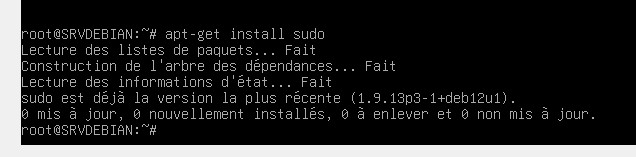 root@SRVDEBIAN:~# apt-get install sudo
Lecture des listes de paquets... Fait
Construction de l'arbre des dépendances... Fait
Lecture des informations d'état... Fait
sudo est déjà la version la plus récente (1.9.13p3-1+deb12u1).
0 mis à jour, 0 nouvellement installés, 0 à enlever et 0 non mis à jour.
root@SRVDEBIAN:~#